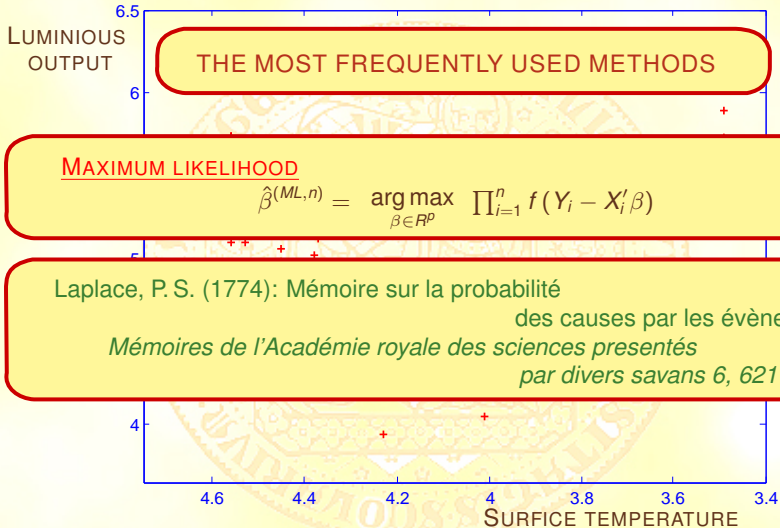 6.5
LUMINIOUS
OUTPUT
THE MOST FREQUENTLY USED METHODS
6
MAXIMUM LIKELIHOOD
β̂^(ML,n) = arg max ∏_{i=1}^{n} f (Y_i − X_i′β)
β∈R^p
5
Laplace, P. S. (1774): Mémoire sur la probabilité
des causes par les évène
Mémoires de l'Académie royale des sciences presentés
par divers savans 6, 621
4
4.6 4.4 4.2 4 3.8 3.6 3.4
SURFICE TEMPERATURE